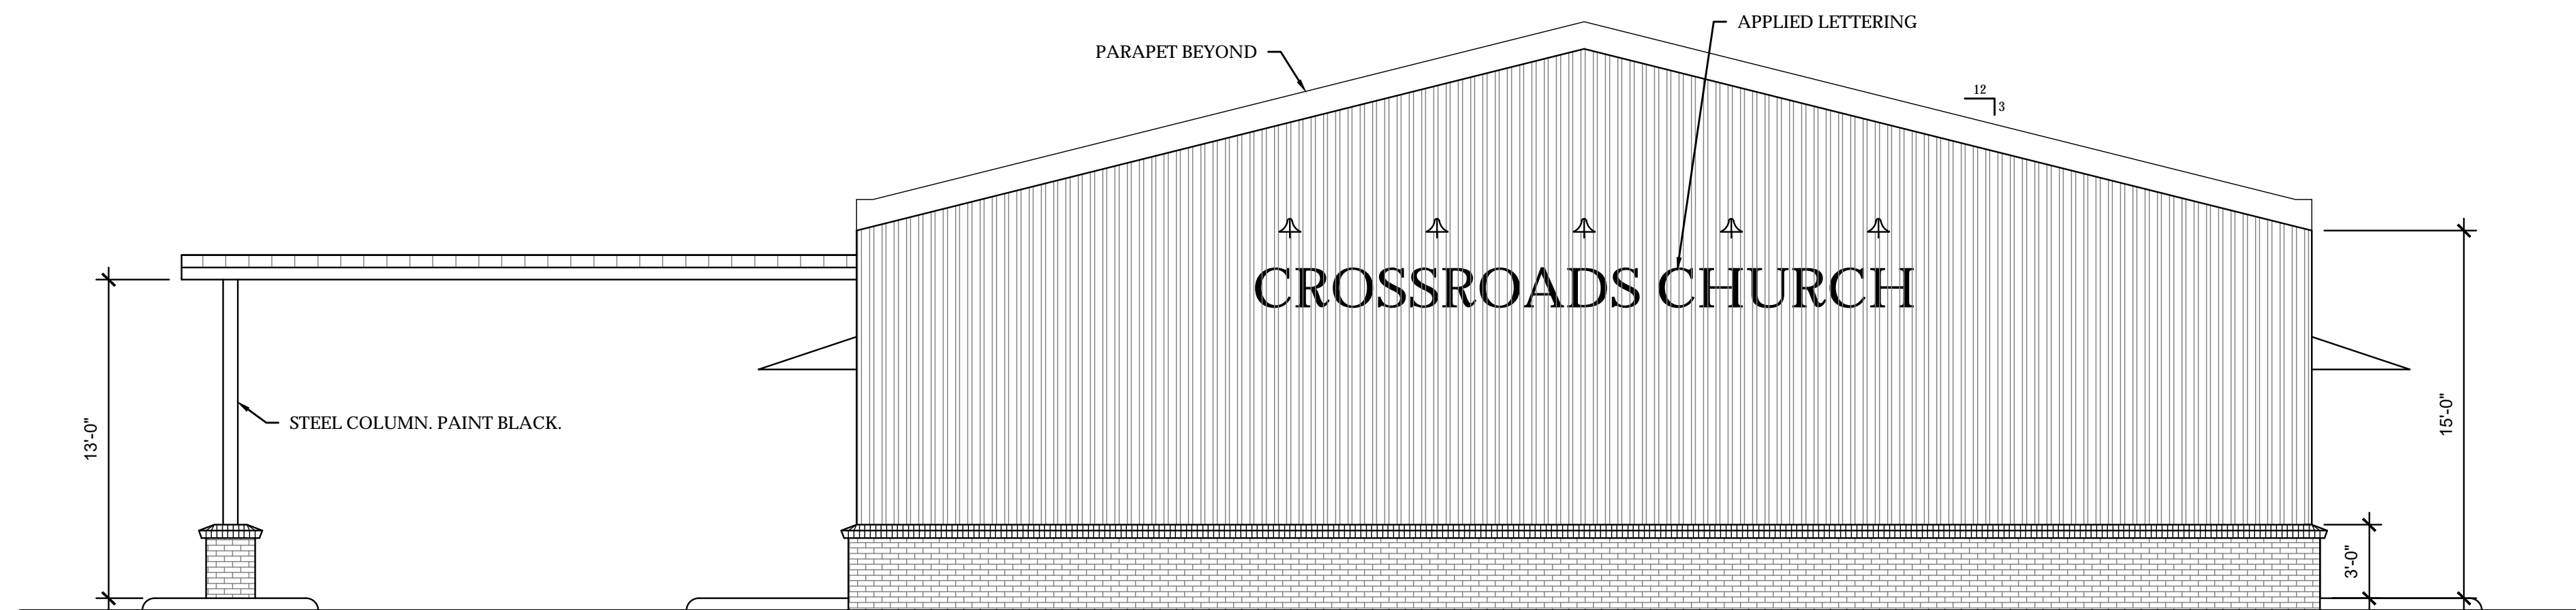 APPLIED LETTERING
PARAPET BEYOND
12
3
CROSSROADS CHURCH
STEEL COLUMN. PAINT BLACK.
13'-0"
15'-0"
3'-0"